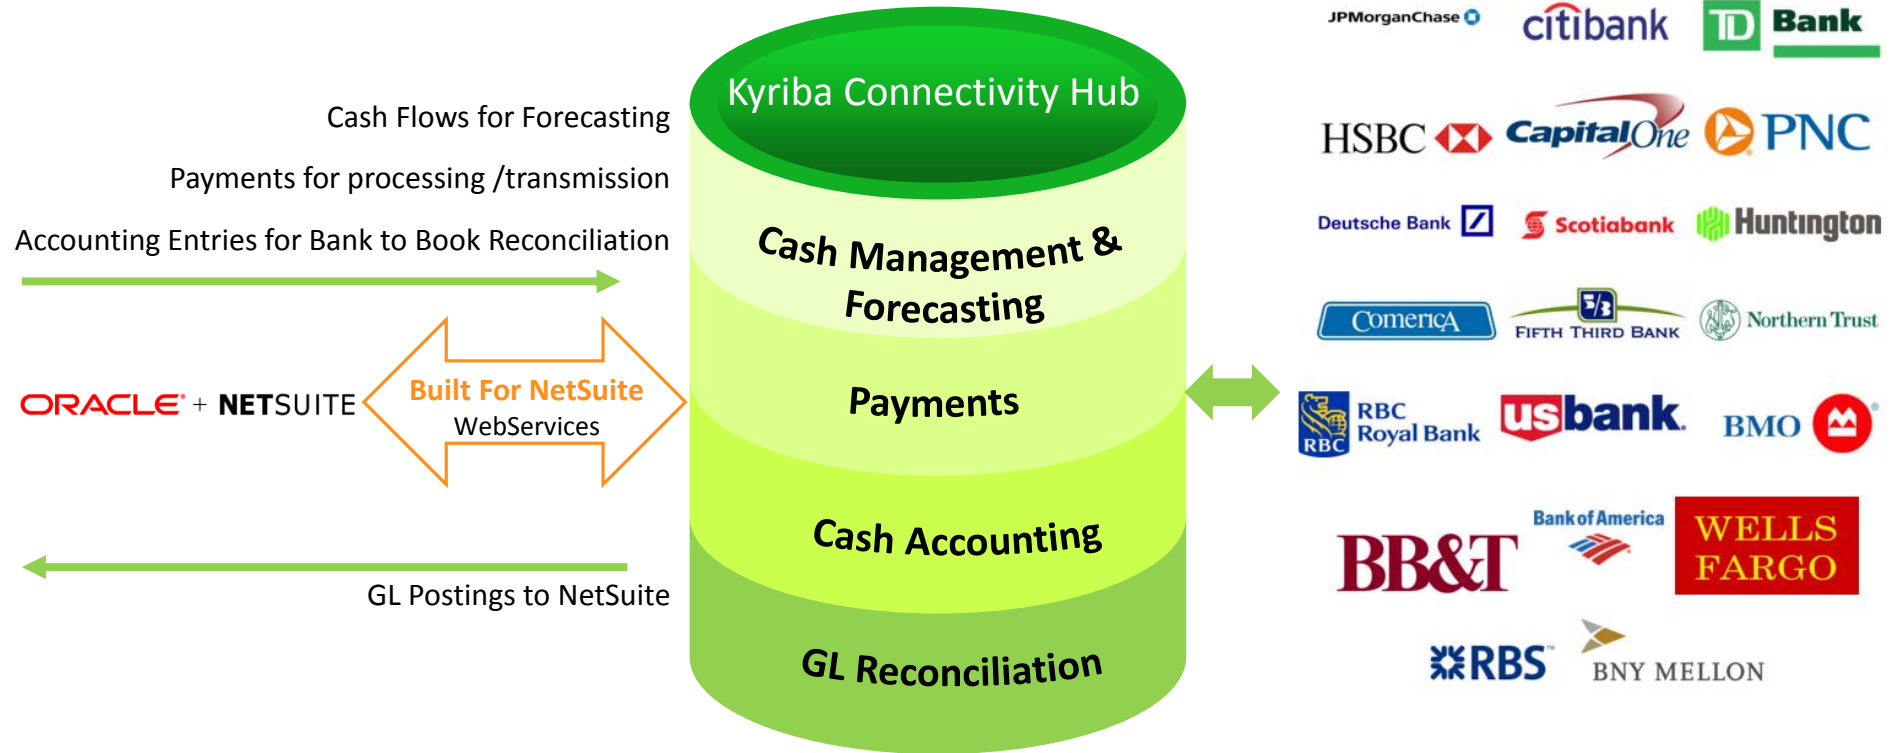 Cash Flows for Forecasting
Payments for processing /transmission
Accounting Entries for Bank to Book Reconciliation
ORACLE® + NETSUITE
Built For NetSuite
WebServices
GL Postings to NetSuite
Kyriba Connectivity Hub
Cash Management &
Forecasting
Payments
Cash Accounting
GL Reconciliation
JPMorganChase
citibank
TD Bank
HSBC
CapitalOne
PNC
Deutsche Bank
Scotiabank
Huntington
ComericA
5/3
FIFTH THIRD BANK
Northern Trust
RBC
RBC
Royal Bank
usbank.
BMO
BB&T
Bank of America
WELLS
FARGO
RBS™
BNY MELLON